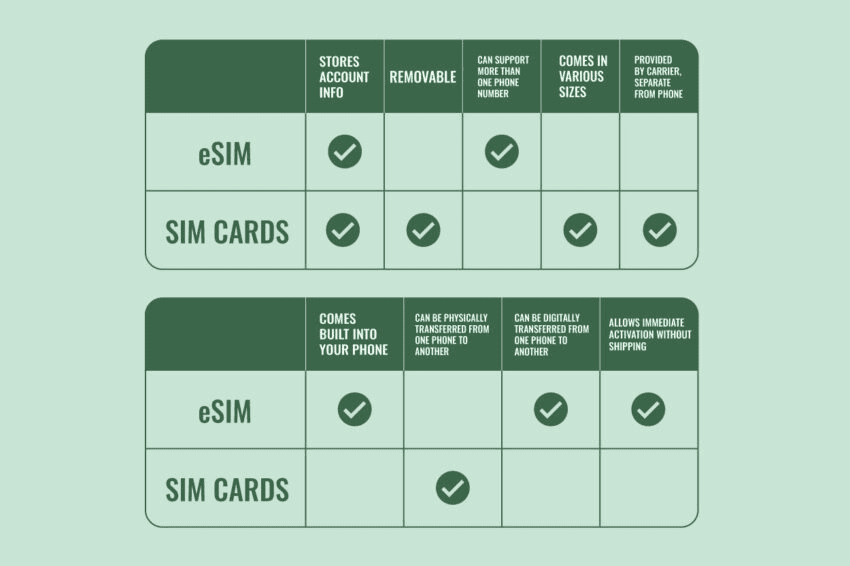 STORES
ACCOUNT
INFO
REMOVABLE
CAN SUPPORT
MORE THAN
ONE PHONE
NUMBER
COMES IN
VARIOUS
SIZES
PROVIDED
BY CARRIER,
SEPARATE
FROM PHONE
eSIM
SIM CARDS
COMES
BUILT INTO
YOUR PHONE
CAN BE PHYSICALLY
TRANSFERRED FROM
ONE PHONE TO
ANOTHER
CAN BE DIGITALLY
TRANSFERRED FROM
ONE PHONE TO
ANOTHER
ALLOWS IMMEDIATE
ACTIVATION WITHOUT
SHIPPING
eSIM
SIM CARDS